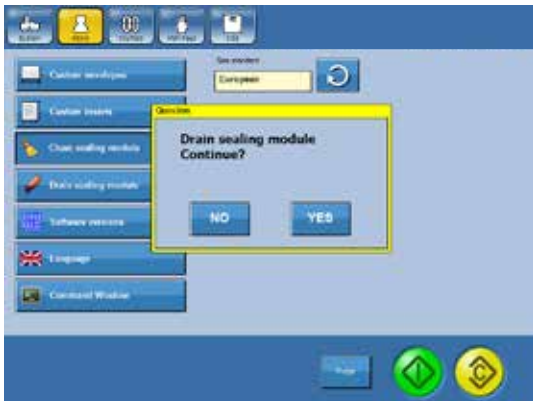 Custom envelopes
European
Custom inserts
Question
Drain sealing module
Continue?
Clean sealing module
Drain sealing module
NO
YES
Software versions
Language
Command Window